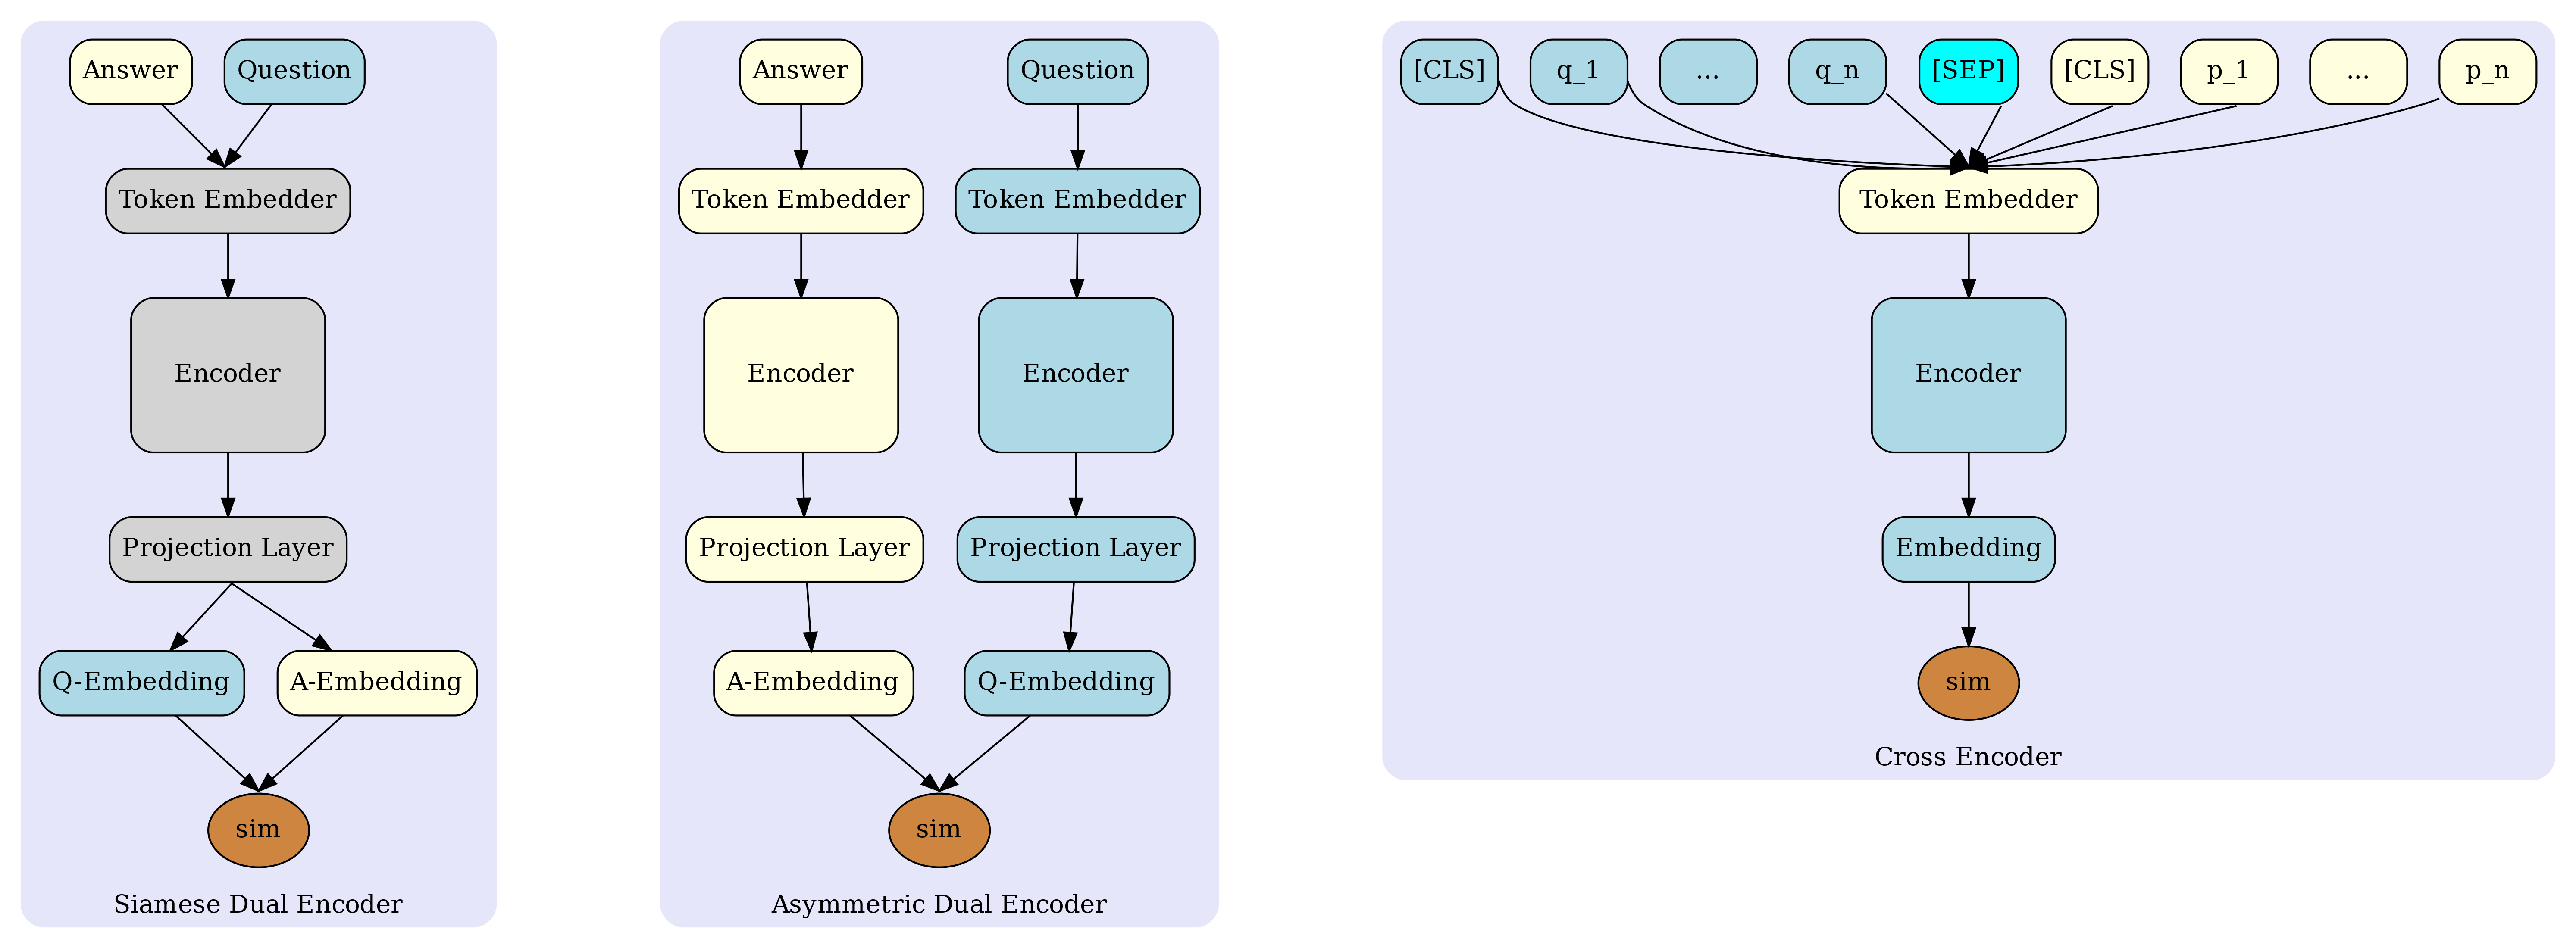 Answer
Question
Token Embedder
Encoder
Projection Layer
Q-Embedding
A-Embedding
sim
Siamese Dual Encoder
Answer
Question
Token Embedder
Token Embedder
Encoder
Encoder
Projection Layer
Projection Layer
A-Embedding
Q-Embedding
sim
Asymmetric Dual Encoder
[CLS]
q_1
...
q_n
[SEP]
[CLS]
p_1
...
p_n
Token Embedder
Encoder
Embedding
sim
Cross Encoder